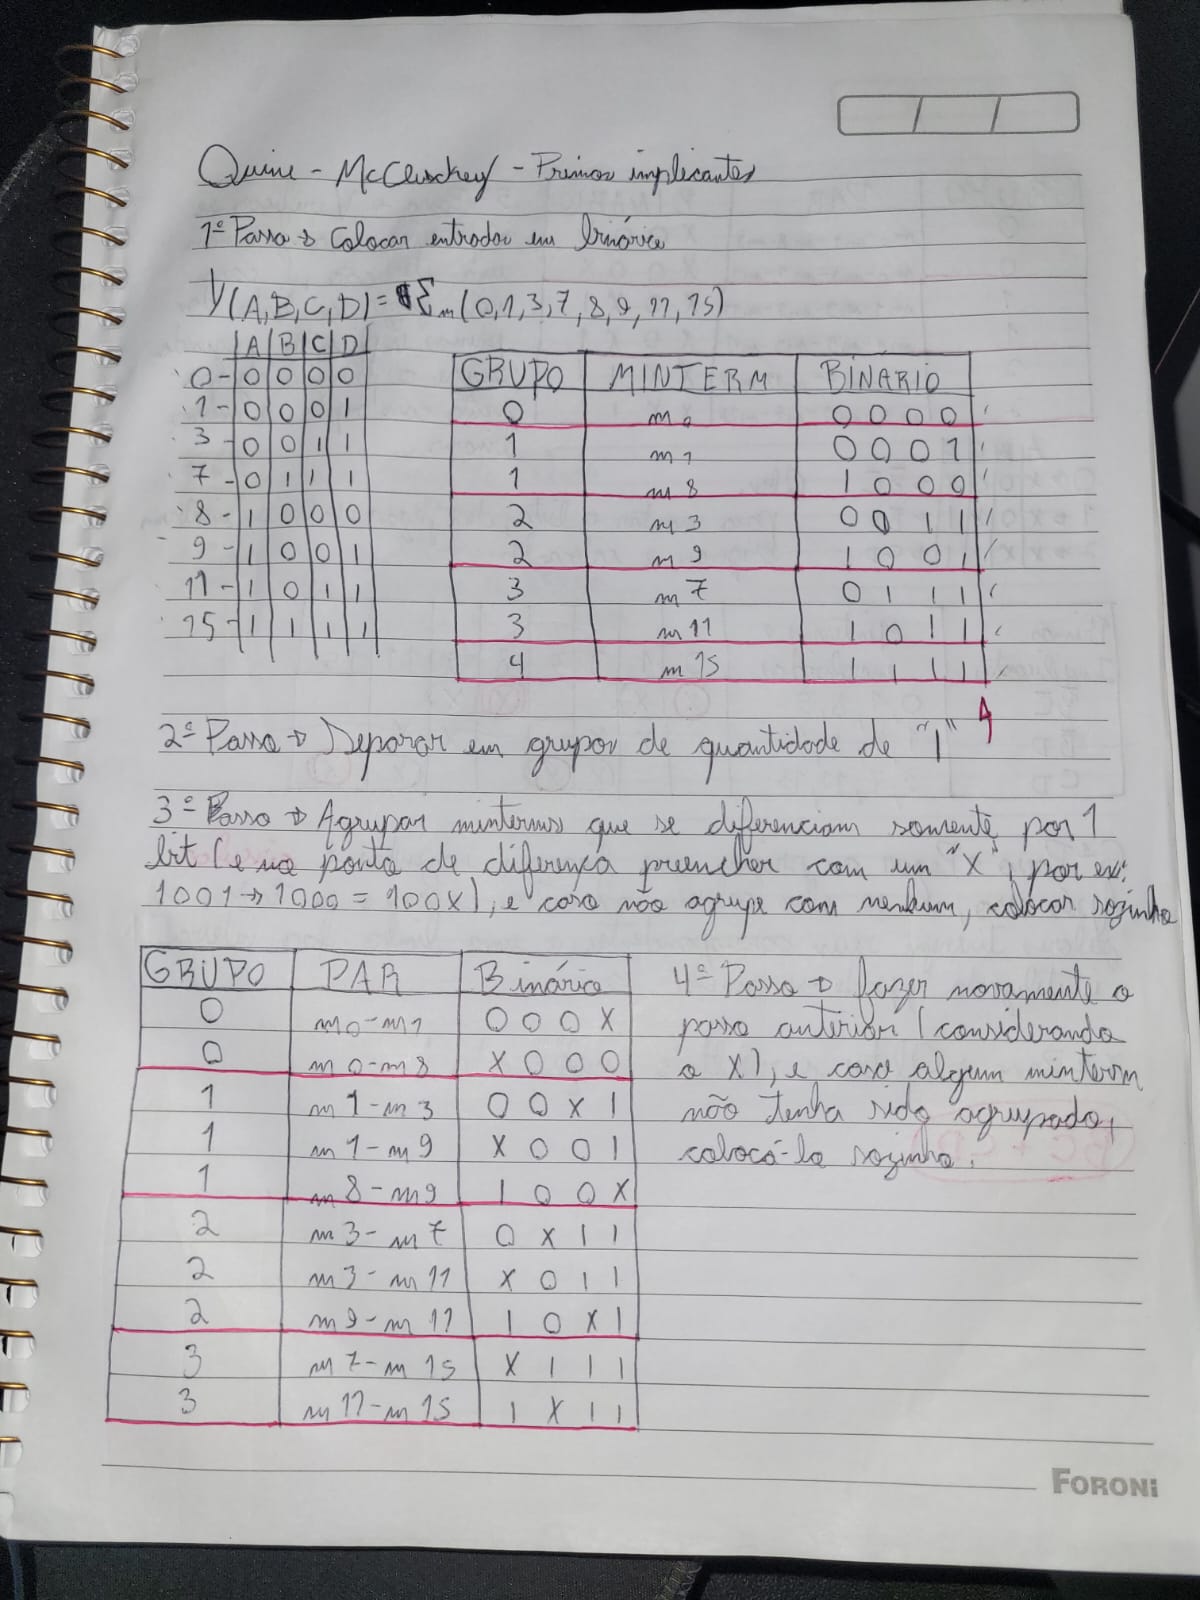 Quine - McCluschey - Primos implicantes
1º Passo → Colocar entradas em binário
Y(A,B,C,D) = Σm(0,1,3,7,8,9,11,15)
A B C D
0 - 0 0 0 0
1 - 0 0 0 1
3 - 0 0 1 1
7 - 0 1 1 1
8 - 1 0 0 0
9 - 1 0 0 1
11 - 1 0 1 1
15 - 1 1 1 1
GRUPO MINTERM BINÁRIO
0 m0 0 0 0 0
1 m1 0 0 0 1
1 m8 1 0 0 0
2 m3 0 0 1 1
2 m9 1 0 0 1
3 m7 0 1 1 1
3 m11 1 0 1 1
4 m15 1 1 1 1
2º Passo → Separar em grupos de quantidade de "1"
3º Passo → Agrupar minterms que se diferenciam somente por 1
bit (e no ponto de diferença preencher com um "X", por ex:
1001 → 1000 = 100X), e caso não agrupe com nenhum, colocar sozinho
GRUPO PAR Binário
0 m0-m1 0 0 0 X
0 m0-m8 X 0 0 0
1 m1-m3 0 0 X 1
1 m1-m9 X 0 0 1
1 m8-m9 1 0 0 X
2 m3-m7 0 X 1 1
2 m3-m11 X 0 1 1
2 m9-m11 1 0 X 1
3 m7-m15 X 1 1 1
3 m11-m15 1 X 1 1
4º Passo → fazer novamente o
passo anterior (considerando
o X), e caso algum minterm
não tenha sido agrupado,
colocá-lo sozinho.
FORONI